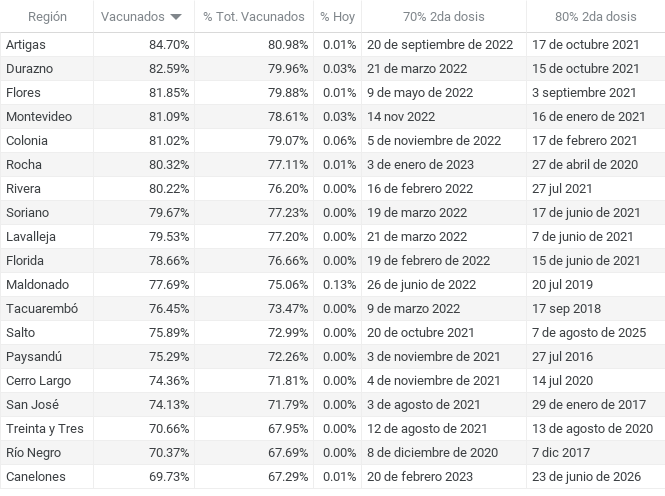 Región Vacunados % Tot. Vacunados % Hoy 70% 2da dosis 80% 2da dosis
Artigas 84.70% 80.98% 0.01% 20 de septiembre de 2022 17 de octubre 2021
Durazno 82.59% 79.96% 0.03% 21 de marzo 2022 15 de octubre 2021
Flores 81.85% 79.88% 0.01% 9 de mayo de 2022 3 septiembre 2021
Montevideo 81.09% 78.61% 0.03% 14 nov 2022 16 de enero de 2021
Colonia 81.02% 79.07% 0.06% 5 de noviembre de 2022 17 de febrero 2021
Rocha 80.32% 77.11% 0.01% 3 de enero de 2023 27 de abril de 2020
Rivera 80.22% 76.20% 0.00% 16 de febrero 2022 27 jul 2021
Soriano 79.67% 77.23% 0.00% 19 de marzo 2022 17 de junio de 2021
Lavalleja 79.53% 77.20% 0.00% 21 de marzo 2022 7 de junio de 2021
Florida 78.66% 76.66% 0.00% 19 de febrero de 2022 15 de junio de 2021
Maldonado 77.69% 75.06% 0.13% 26 de junio de 2022 20 jul 2019
Tacuarembó 76.45% 73.47% 0.00% 9 de marzo 2022 17 sep 2018
Salto 75.89% 72.99% 0.00% 20 de octubre 2021 7 de agosto de 2025
Paysandú 75.29% 72.26% 0.00% 3 de noviembre de 2021 27 jul 2016
Cerro Largo 74.36% 71.81% 0.00% 4 de noviembre de 2021 14 jul 2020
San José 74.13% 71.79% 0.00% 3 de agosto de 2021 29 de enero de 2017
Treinta y Tres 70.66% 67.95% 0.00% 12 de agosto de 2021 13 de agosto de 2020
Río Negro 70.37% 67.69% 0.00% 8 de diciembre de 2020 7 dic 2017
Canelones 69.73% 67.29% 0.01% 20 de febrero 2023 23 de junio de 2026